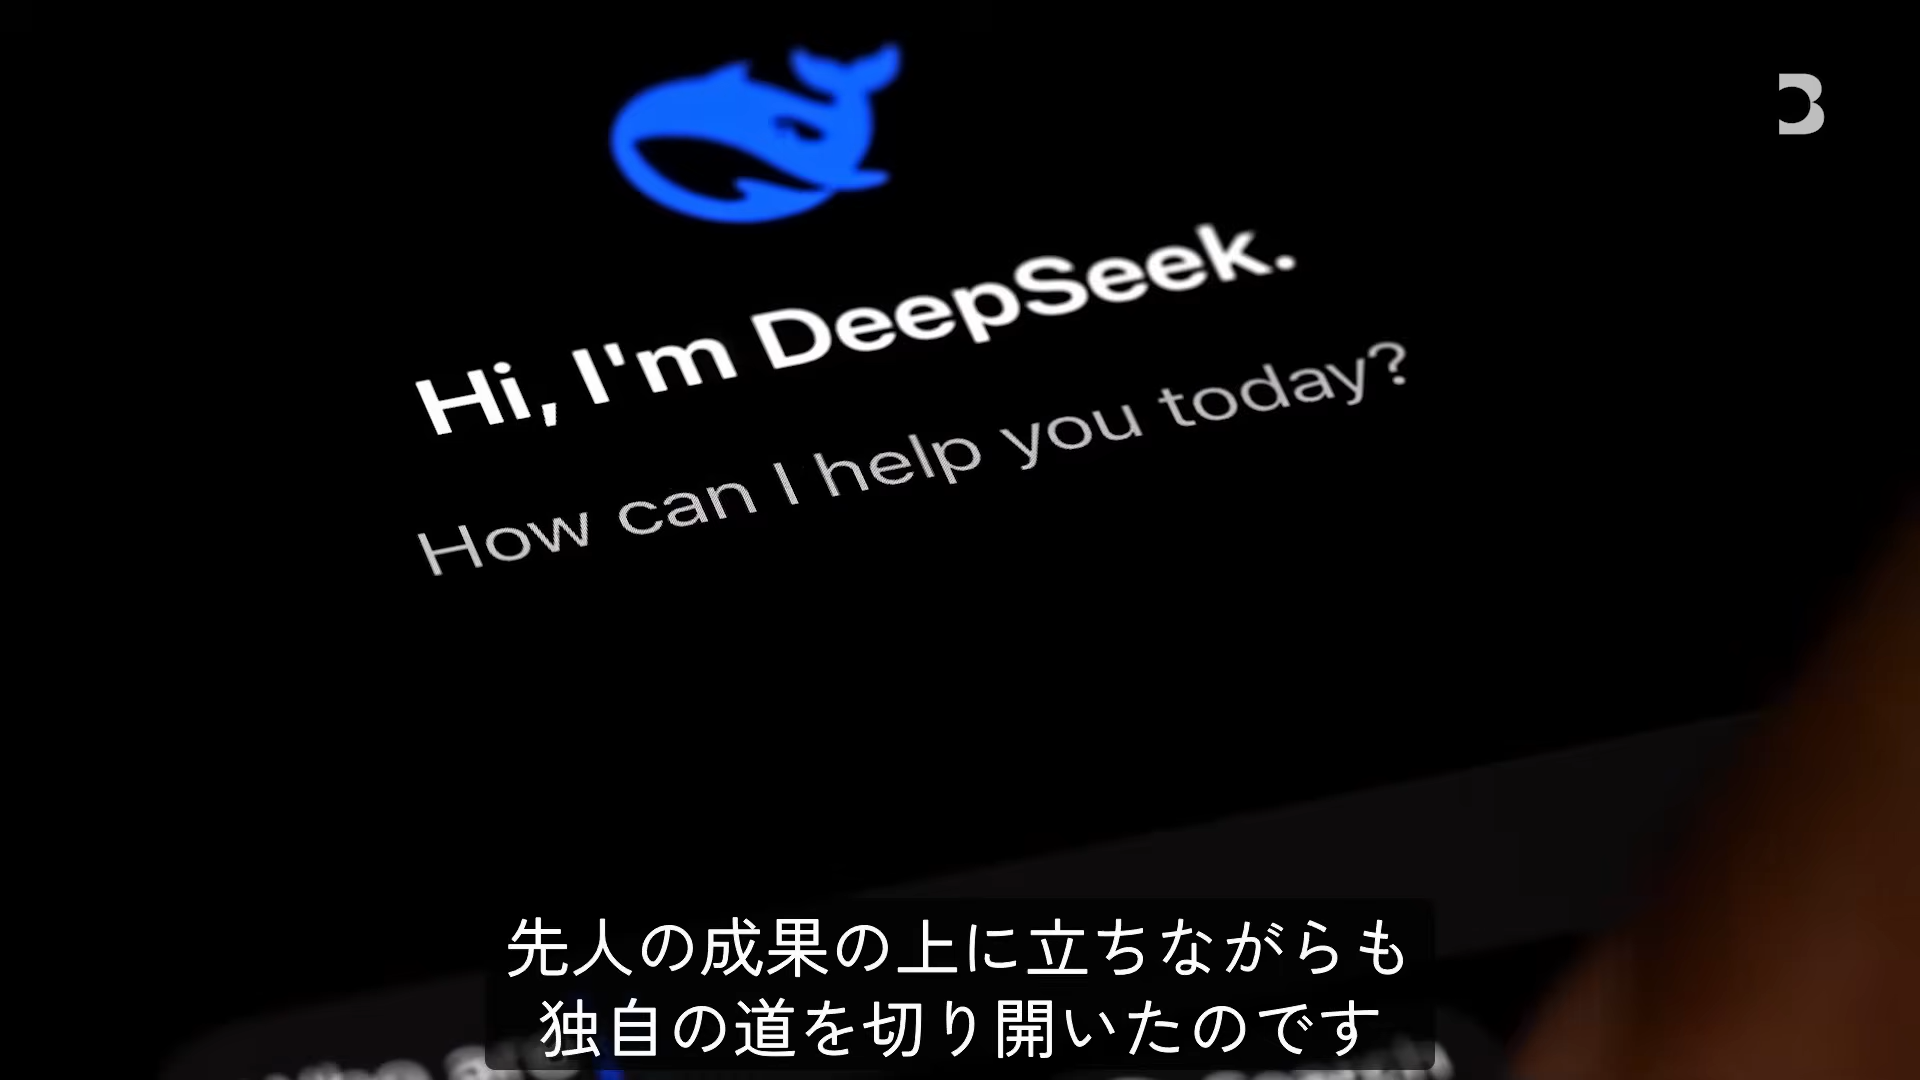 Hi, I'm DeepSeek.
How can I help you today?
先人の成果の上に立ちながらも
独自の道を切り開いたのです